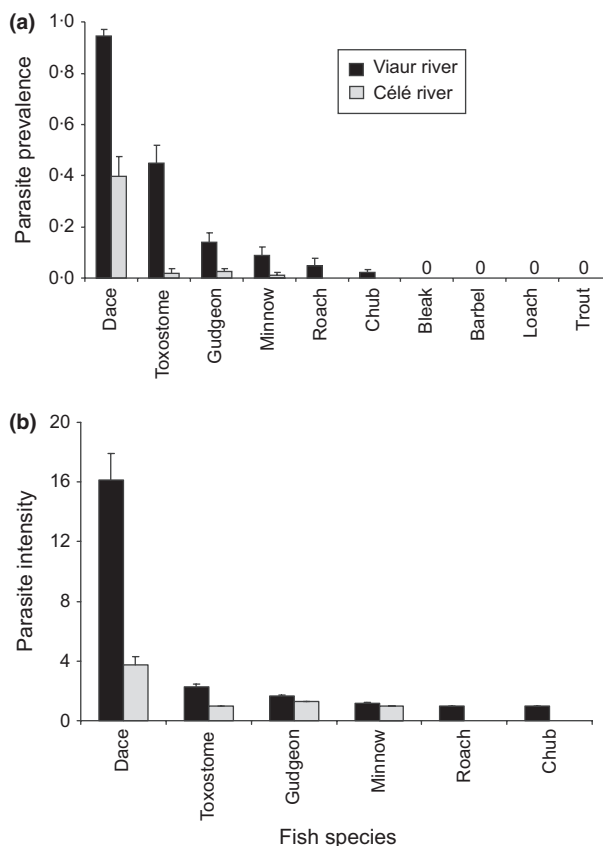 (a)
Parasite prevalence
1·0
0·8
0·6
0·4
0·2
0·0
Viaur river
Célé river
0 0 0 0
Dace Toxostome Gudgeon Minnow Roach Chub Bleak Barbel Loach Trout
(b)
Parasite intensity
20
16
12
8
4
0
Dace Toxostome Gudgeon Minnow Roach Chub
Fish species